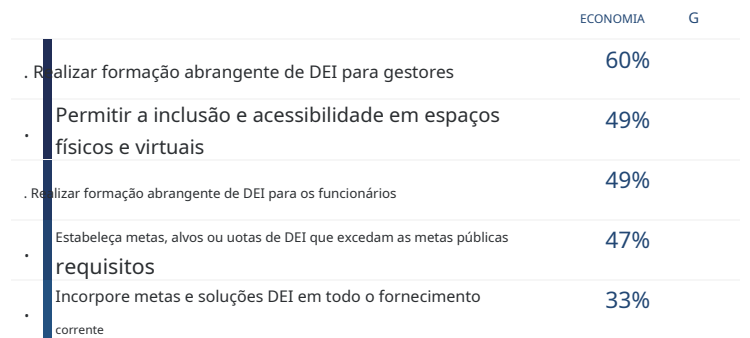 ECONOMIA G
. Realizar formação abrangente de DEI para gestores 60%
. Permitir a inclusão e acessibilidade em espaços
físicos e virtuais 49%
. Realizar formação abrangente de DEI para os funcionários 49%
. Estabeleça metas, alvos ou uotas de DEI que excedam as metas públicas
requisitos 47%
. Incorpore metas e soluções DEI em todo o fornecimento
corrente 33%